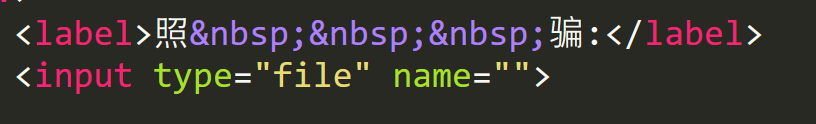 <label>照&nbsp;&nbsp;&nbsp;骗:</label>
<input type="file" name="">